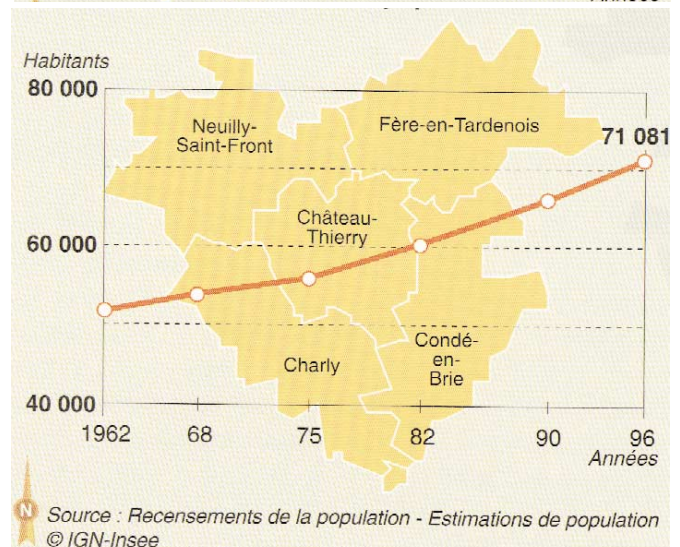 Années
Habitants
80 000
Neuilly-
Saint-Front
Fère-en-Tardenois
71 081
Château-
Thierry
60 000
Condé-
en-
Brie
Charly
40 000
1962 68 75 82 90 96
Années
N
Source : Recensements de la population - Estimations de population
© IGN-Insee